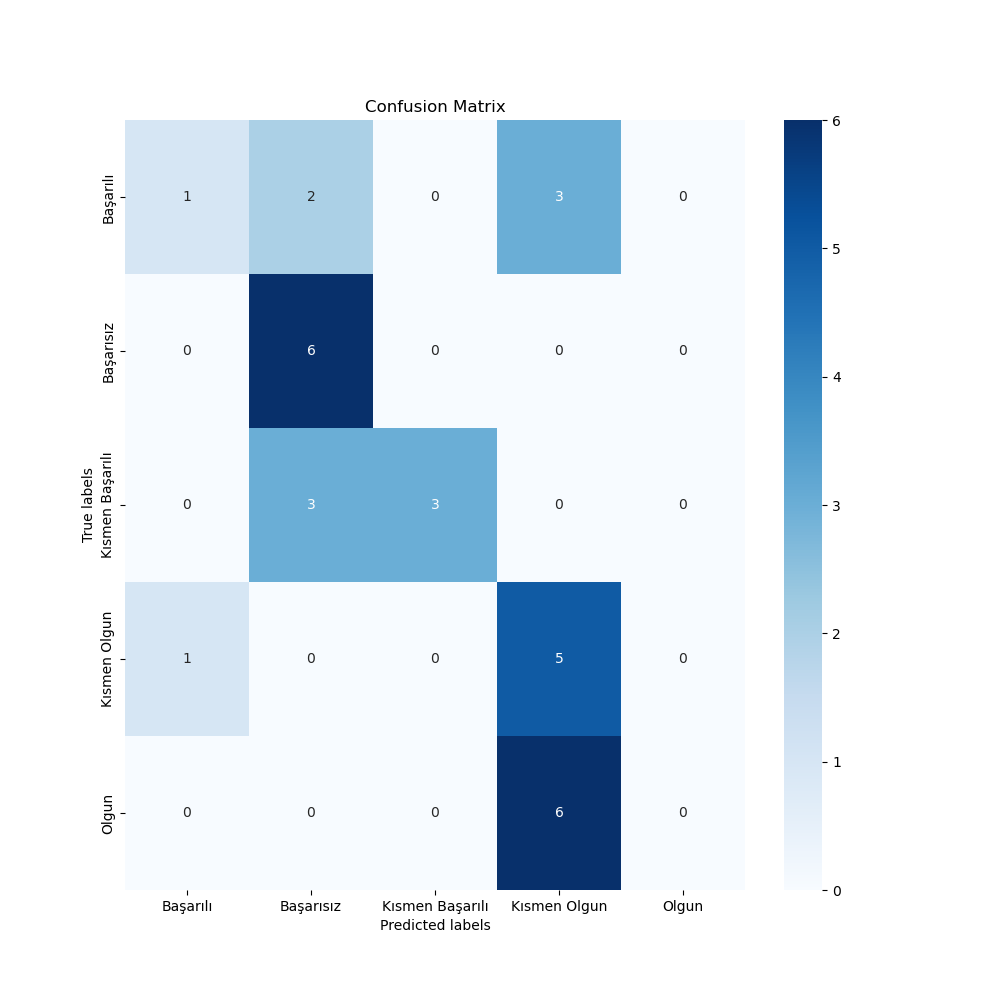 Confusion Matrix
True labels
Başarılı
1 2 0 3 0
Başarısız
0 6 0 0 0
Kısmen Başarılı
0 3 3 0 0
Kısmen Olgun
1 0 0 5 0
Olgun
0 0 0 6 0
Başarılı Başarısız Kısmen Başarılı Kısmen Olgun Olgun
Predicted labels
6
5
4
3
2
1
0